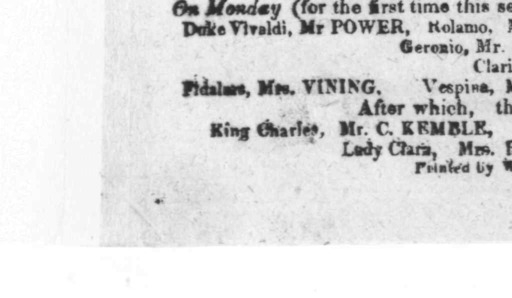 On Monday (for the first time this se
Duke Vivaldi, Mr POWER, Rolamo, M
Geronio, Mr.
Clari
Fidalma, Mrs. VINING, Vespina, M
After which, th
King Charles, Mr. C. KEMBLE,
Lady Clara, Mrs. F
Printed by W